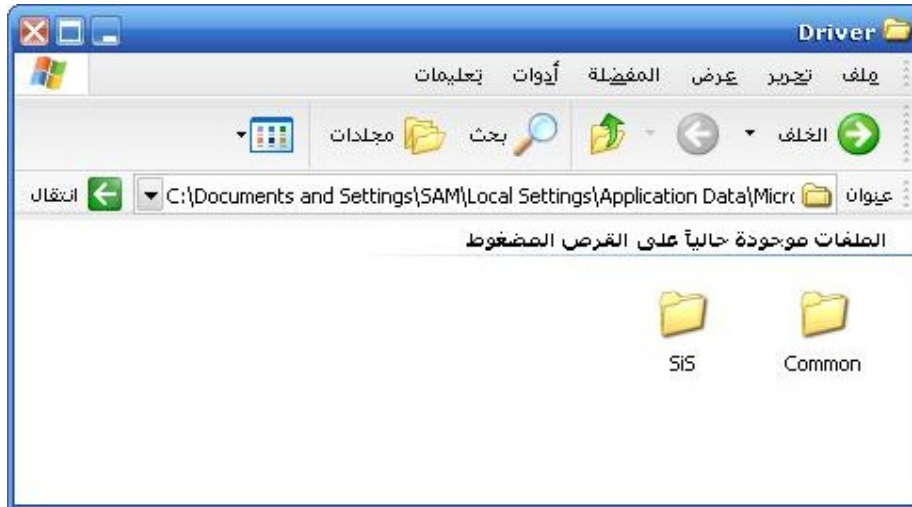 Driver
ملف تحرير عرض المفضلة أدوات تعليمات
الخلف بحث مجلدات
عنوان C:\Documents and Settings\SAM\Local Settings\Application Data\Micr انتقال
الملفات موجودة حالياً على القرص المضغوط
Common SiS